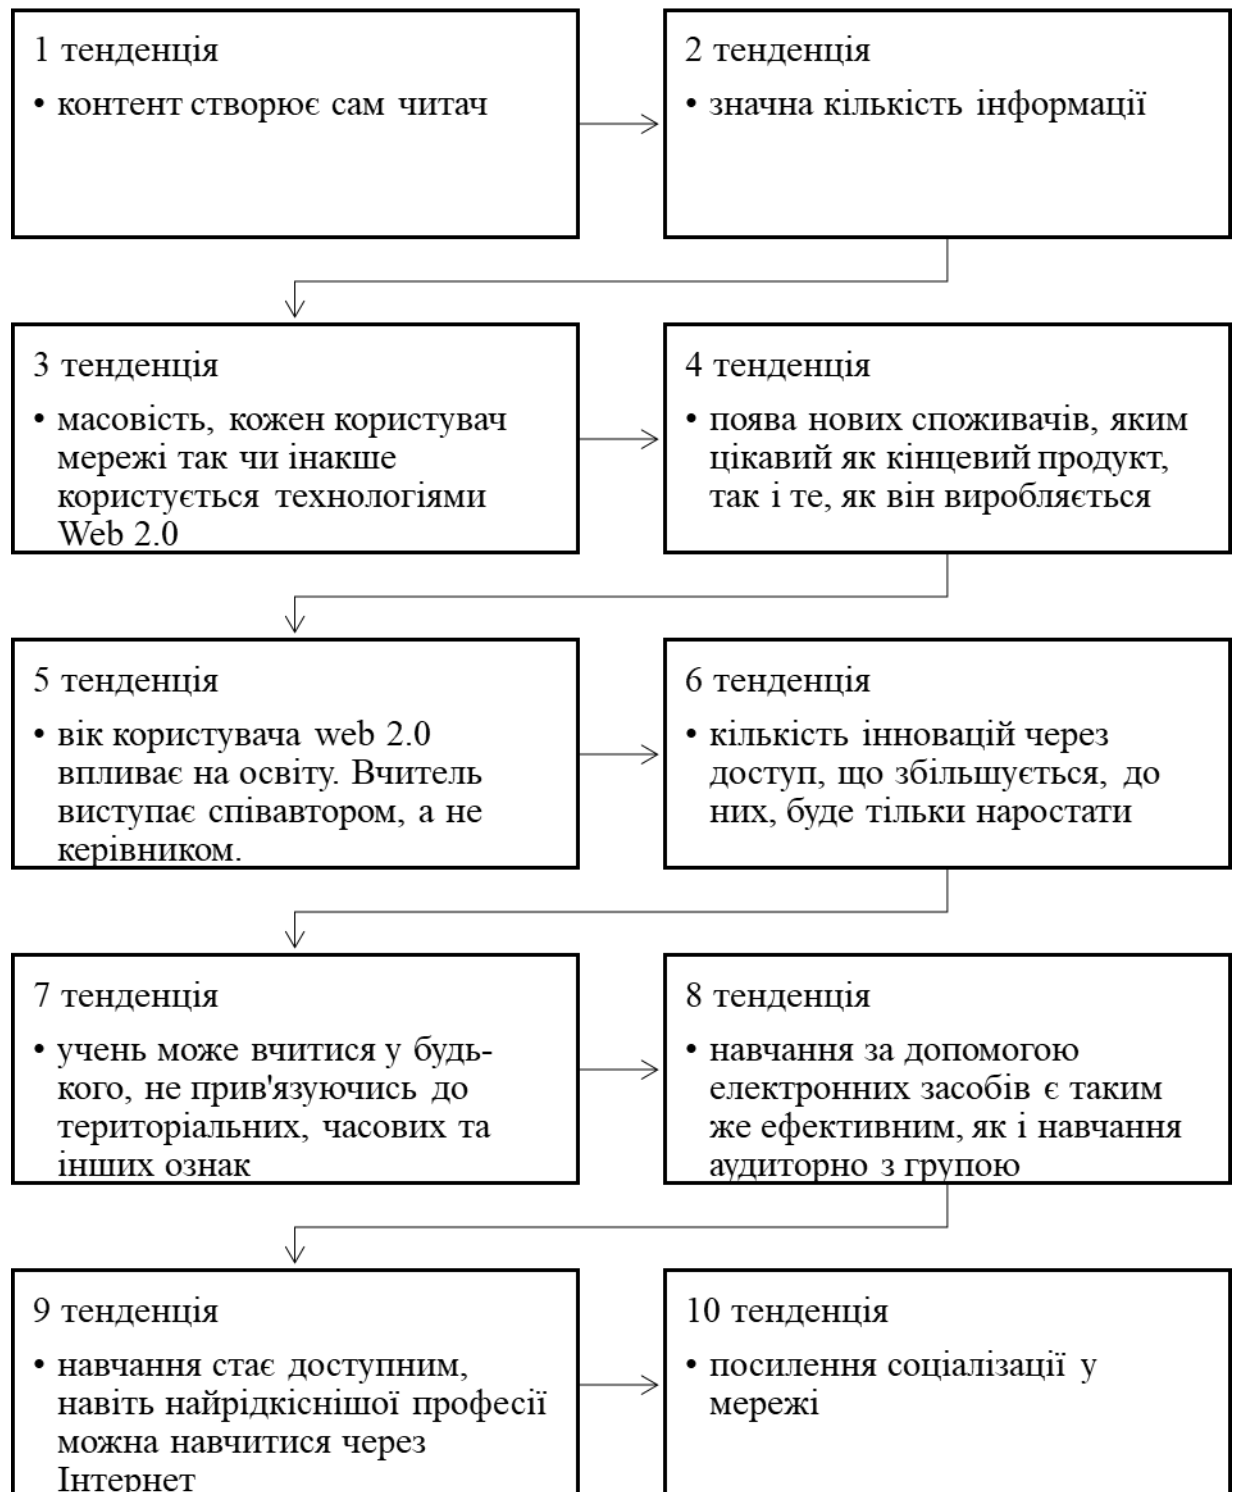 1 тенденція
• контент створює сам читач
2 тенденція
• значна кількість інформації
3 тенденція
• масовість, кожен користувач
мережі так чи інакше
користується технологіями
Web 2.0
4 тенденція
• поява нових споживачів, яким
цікавий як кінцевий продукт,
так і те, як він виробляється
5 тенденція
• вік користувача web 2.0
впливає на освіту. Вчитель
виступає співавтором, а не
керівником.
6 тенденція
• кількість інновацій через
доступ, що збільшується, до
них, буде тільки наростати
7 тенденція
• учень може вчитися у будь-
кого, не прив'язуючись до
територіальних, часових та
інших ознак
8 тенденція
• навчання за допомогою
електронних засобів є таким
же ефективним, як і навчання
аудиторно з групою
9 тенденція
• навчання стає доступним,
навіть найрідкіснішої професії
можна навчитися через
Інтернет
10 тенденція
• посилення соціалізації у
мережі